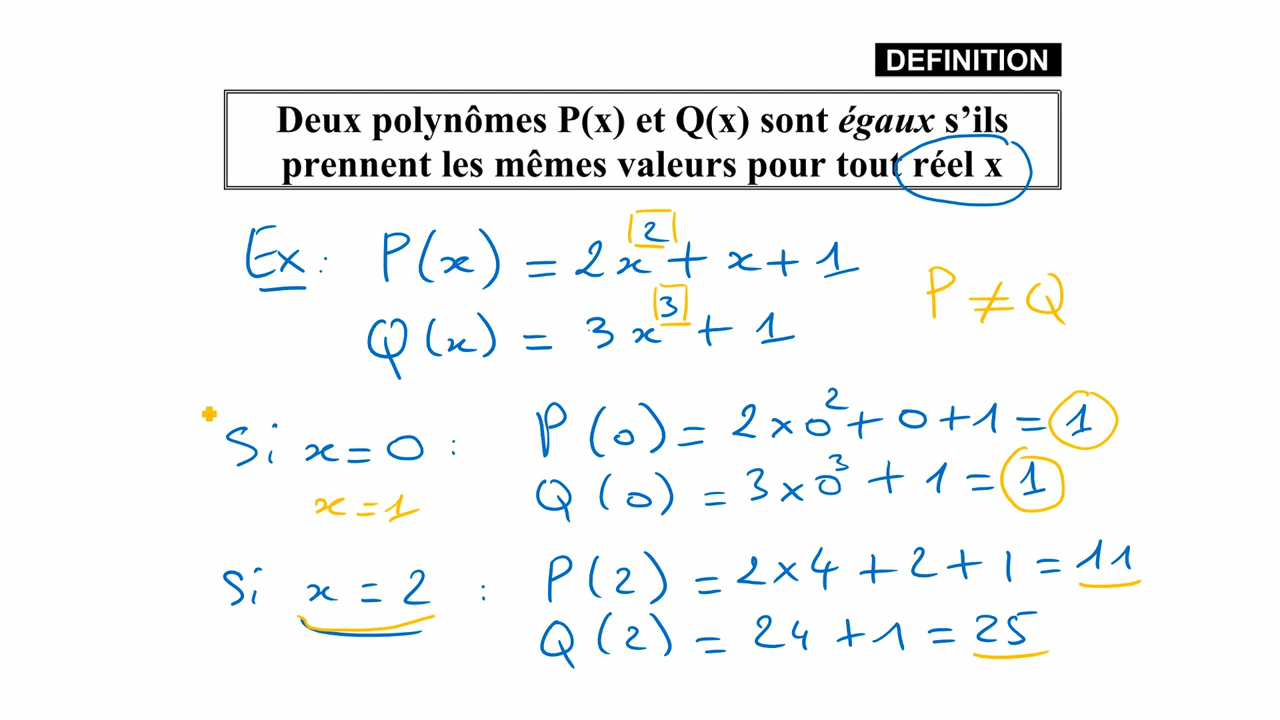 DEFINITION
Deux polynômes P(x) et Q(x) sont égaux s’ils
prennent les mêmes valeurs pour tout réel x
Ex : P(x) = 2x² + x + 1
P ≠ Q
Q(x) = 3x³ + 1
Si x = 0 : P(0) = 2×0² + 0 + 1 = 1
Q(0) = 3×0³ + 1 = 1
x = 1
Si x = 2 : P(2) = 2×4 + 2 + 1 = 11
Q(2) = 24 + 1 = 25